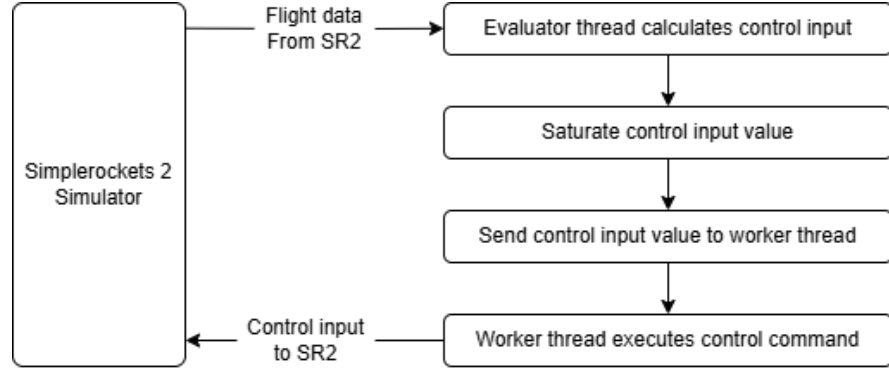 Simplerockets 2
Simulator
Flight data
From SR2
Evaluator thread calculates control input
Saturate control input value
Send control input value to worker thread
Worker thread executes control command
Control input
to SR2